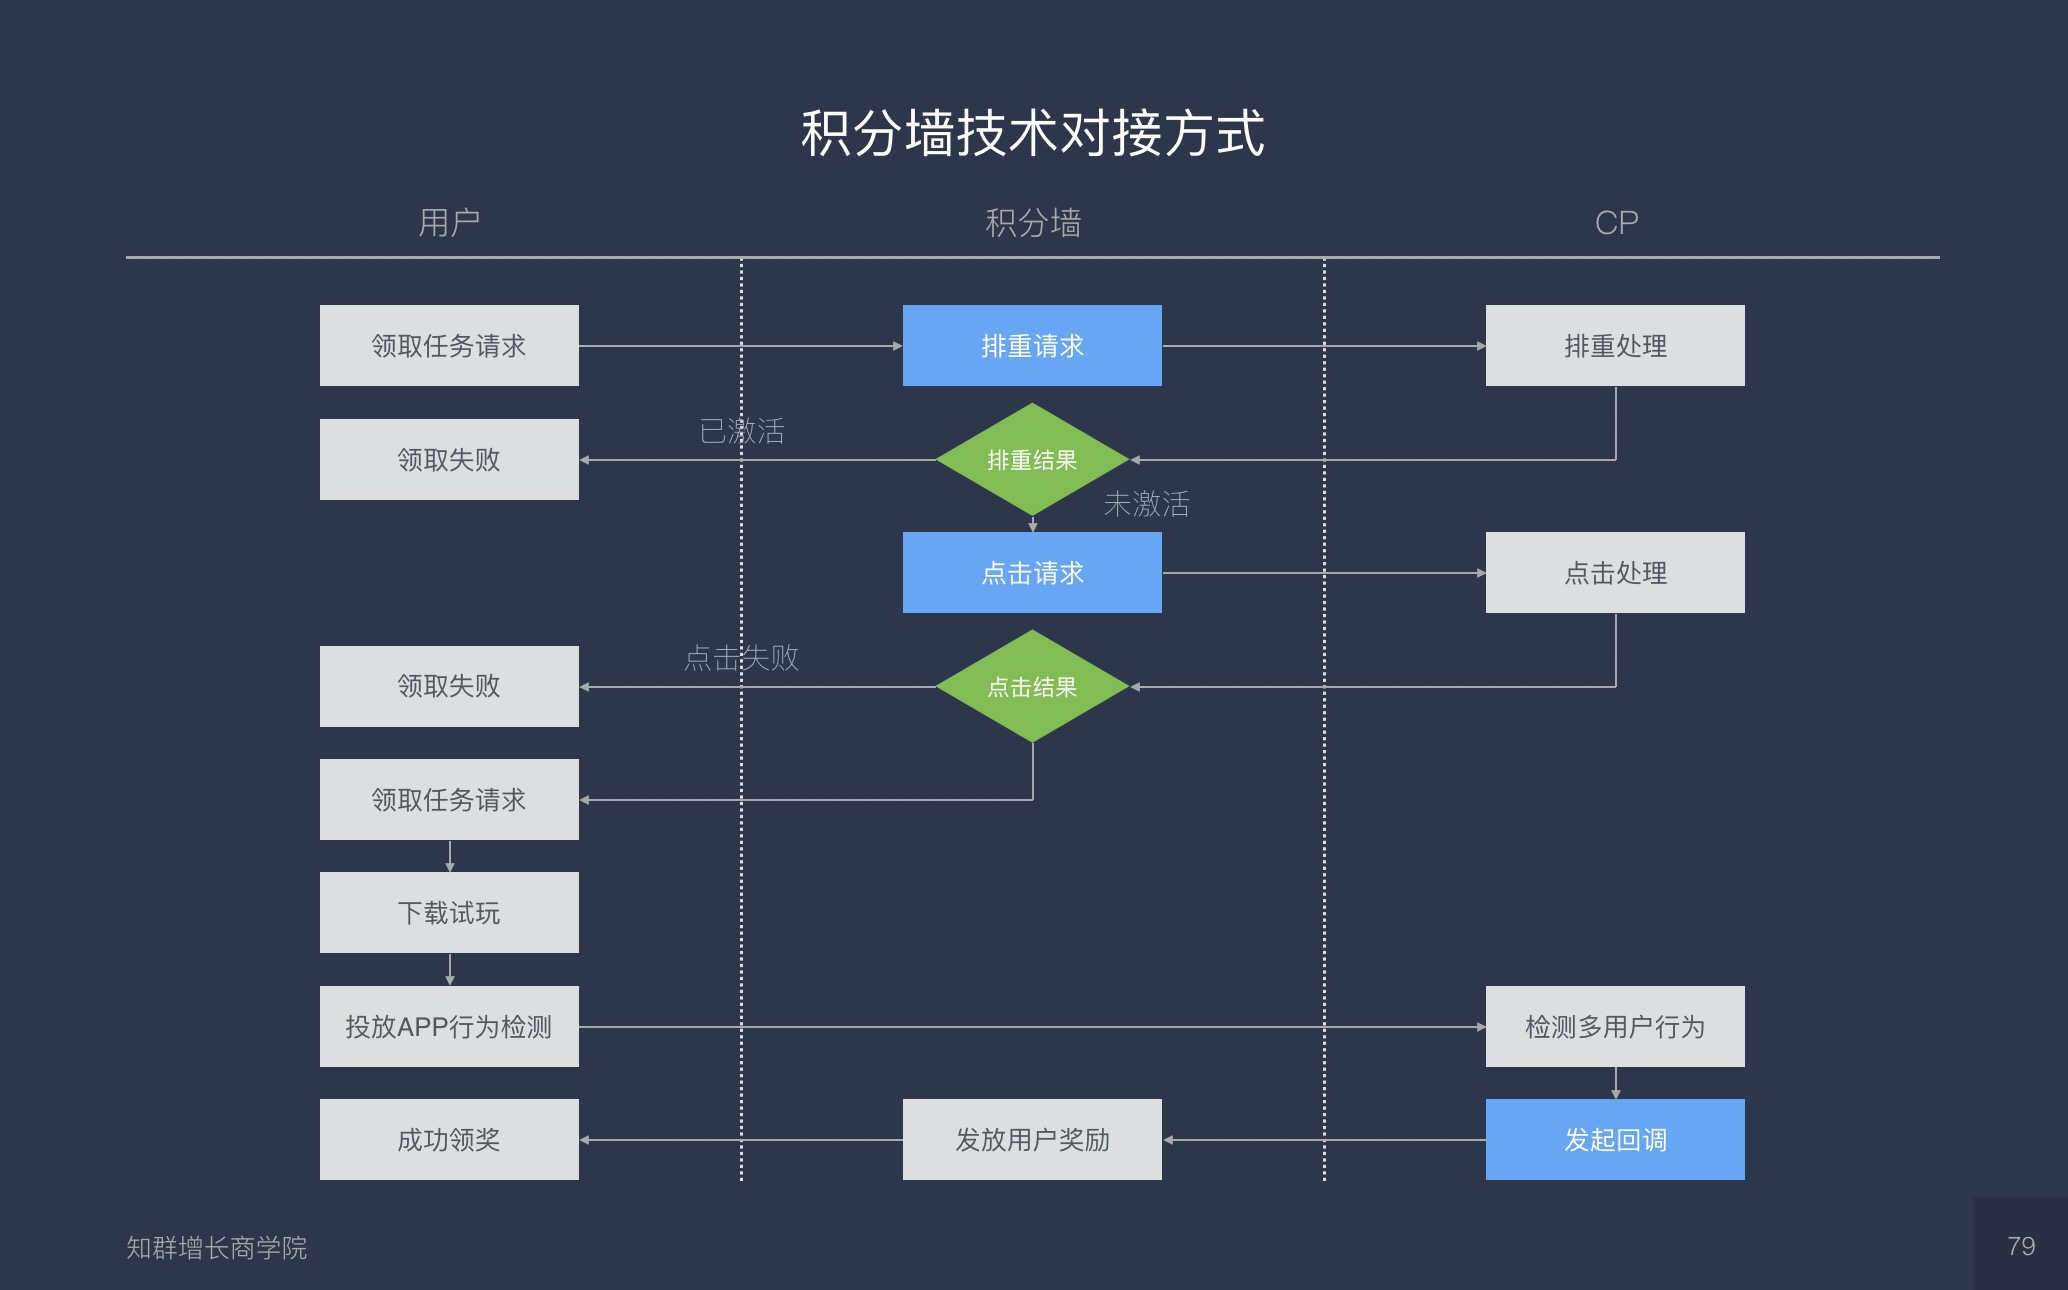 积分墙技术对接方式
用户
积分墙
CP
领取任务请求
排重请求
排重处理
已激活
领取失败
排重结果
未激活
点击请求
点击处理
点击失败
领取失败
点击结果
领取任务请求
下载试玩
投放APP行为检测
检测多用户行为
成功领奖
发放用户奖励
发起回调
知群增长商学院
79